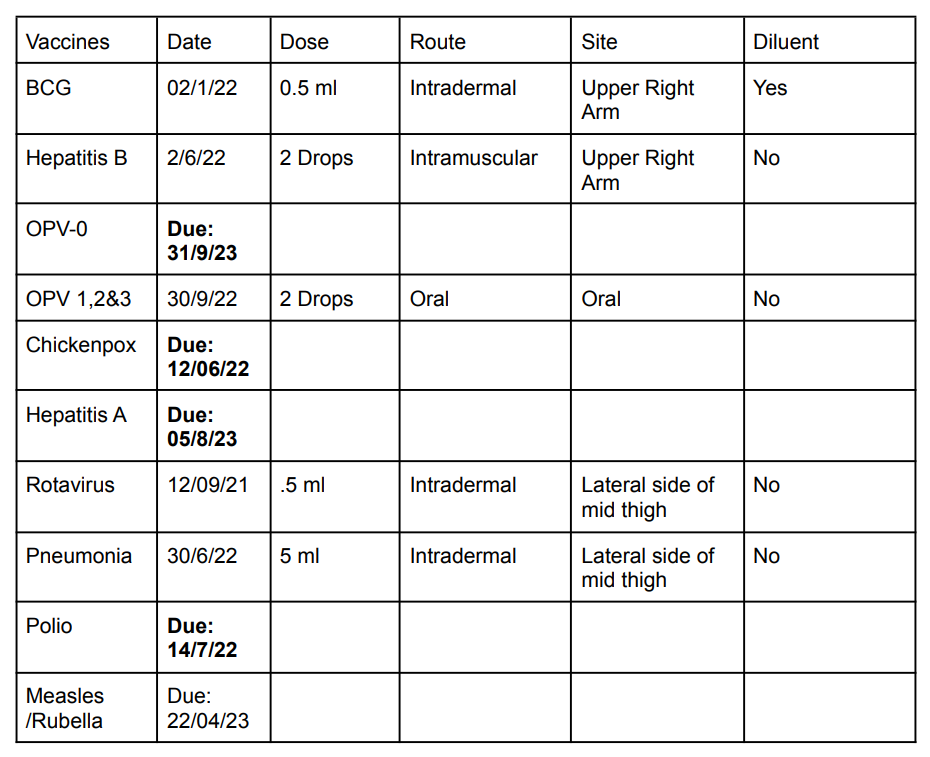 Vaccines Date Dose Route Site Diluent
BCG 02/1/22 0.5 ml Intradermal Upper Right Yes
Arm
Hepatitis B 2/6/22 2 Drops Intramuscular Upper Right No
Arm
OPV-0 Due:
31/9/23
OPV 1,2&3 30/9/22 2 Drops Oral Oral No
Chickenpox Due:
12/06/22
Hepatitis A Due:
05/8/23
Rotavirus 12/09/21 .5 ml Intradermal Lateral side of No
mid thigh
Pneumonia 30/6/22 5 ml Intradermal Lateral side of No
mid thigh
Polio Due:
14/7/22
Measles Due:
/Rubella 22/04/23